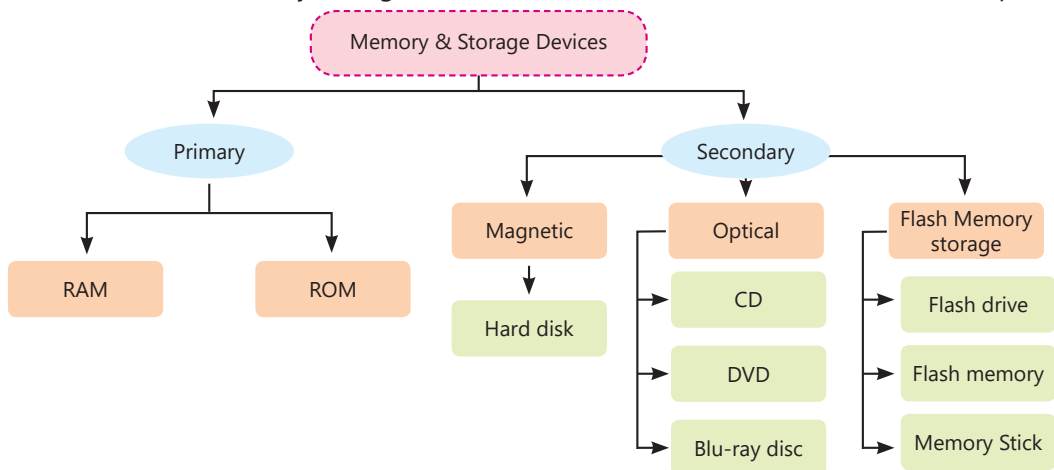 Memory & Storage Devices
Primary
Secondary
RAM
ROM
Magnetic
Hard disk
Optical
CD
DVD
Blu-ray disc
Flash Memory
storage
Flash drive
Flash memory
Memory Stick